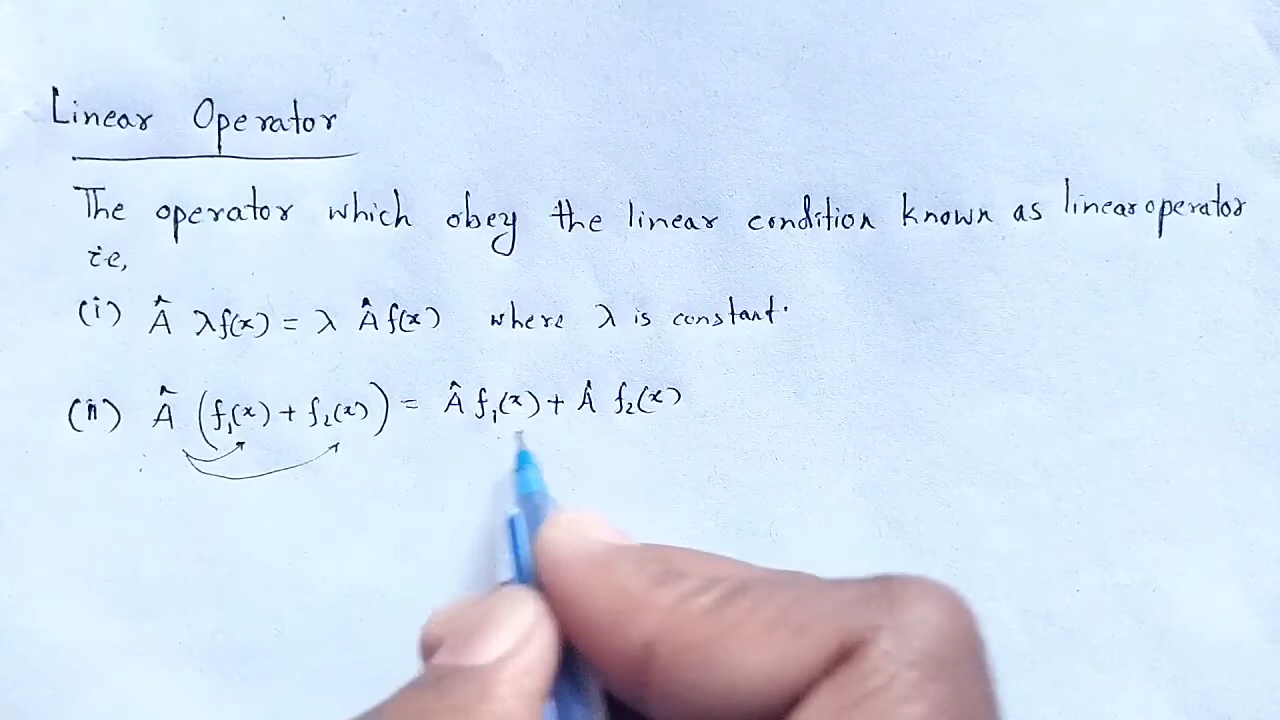 Linear Operator
The operator which obey the linear condition known as linear operator
ie,
(i) Â λf(x) = λ Â f(x) where λ is constant.
(ii) Â (f₁(x) + f₂(x)) = Â f₁(x) + Â f₂(x)